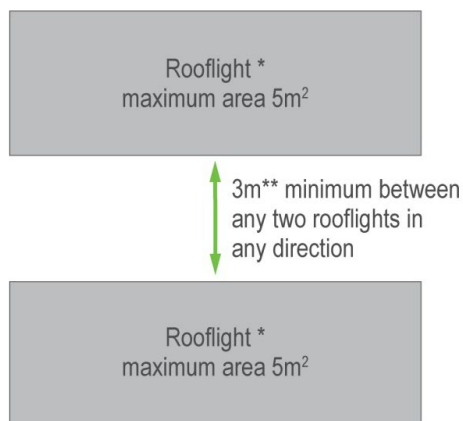 Rooflight *
maximum area 5m²
3m** minimum between
any two rooflights in
any direction
Rooflight *
maximum area 5m²